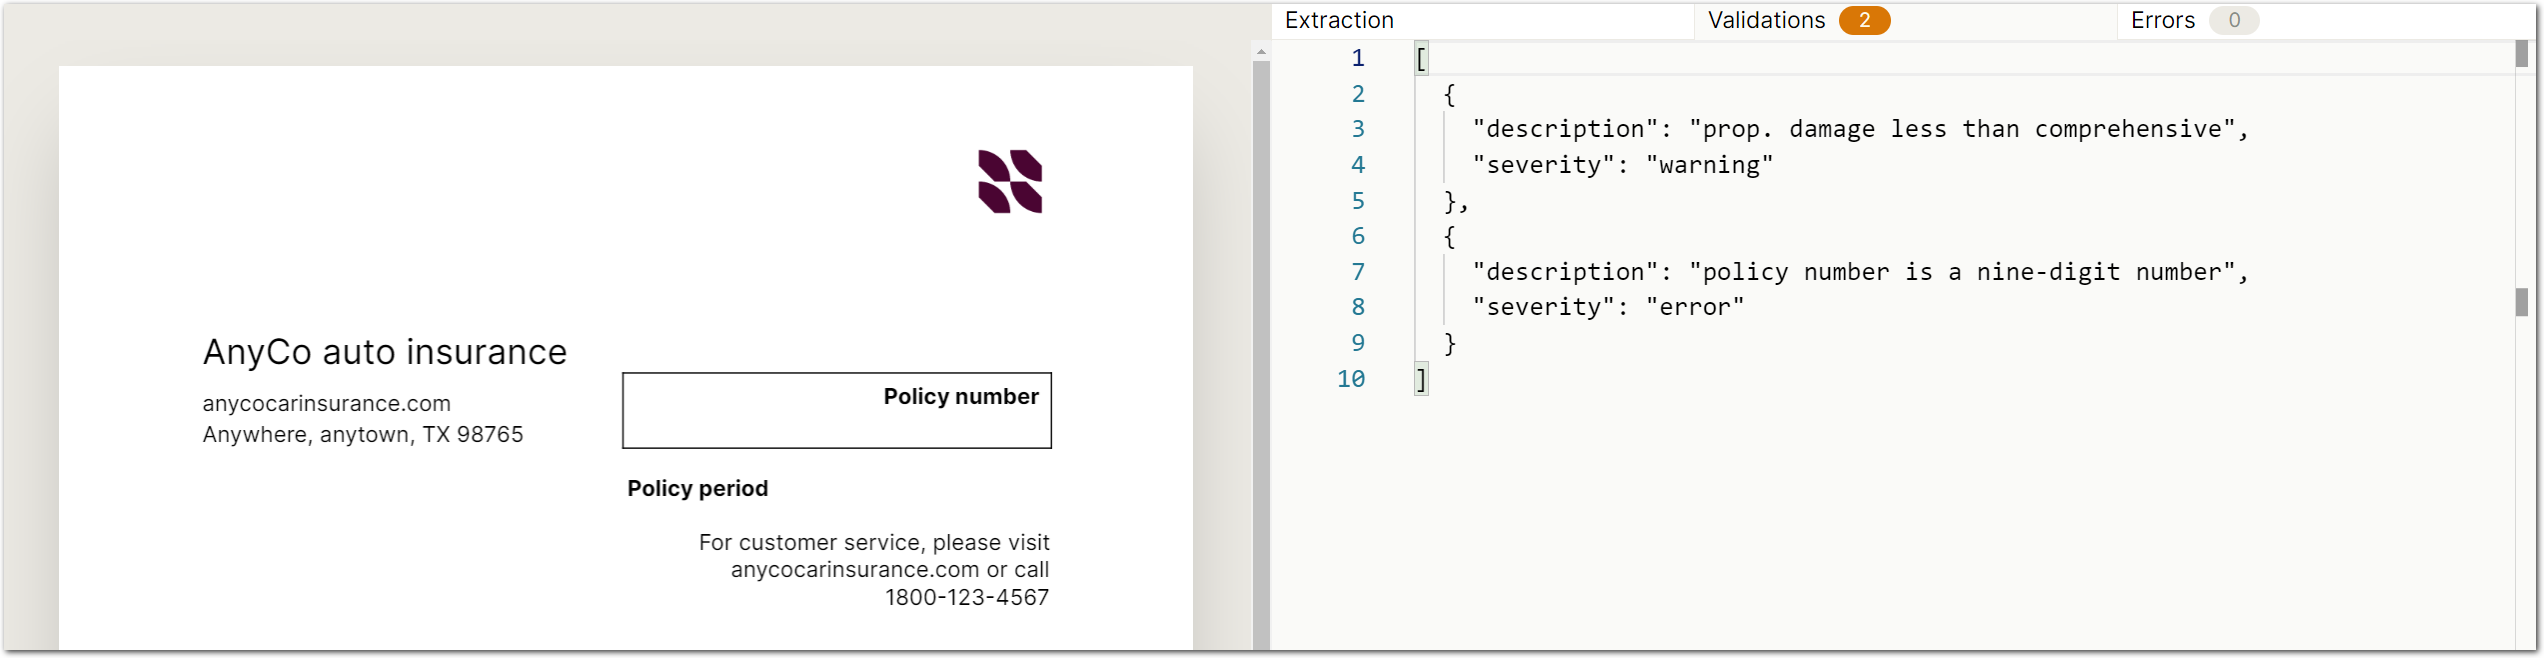 AnyCo auto insurance
anycocarinsurance.com
Anywhere, anytown, TX 98765
Policy number
Policy period
For customer service, please visit
anycocarinsurance.com or call
1800-123-4567
Extraction
Validations 2
Errors 0
1 [
2 {
3 "description": "prop. damage less than comprehensive",
4 "severity": "warning"
5 },
6 {
7 "description": "policy number is a nine-digit number",
8 "severity": "error"
9 }
10 ]